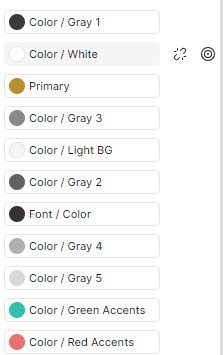 Color / Gray 1
Color / White
Primary
Color / Gray 3
Color / Light BG
Color / Gray 2
Font / Color
Color / Gray 4
Color / Gray 5
Color / Green Accents
Color / Red Accents